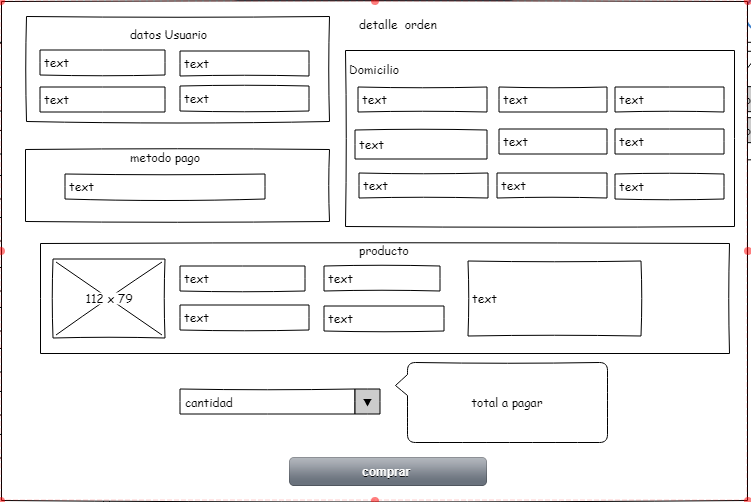 detalle orden
datos Usuario
text
text
text
text
Domicilio
text
text
text
text
text
text
text
text
text
metodo pago
text
producto
112 x 79
text
text
text
text
text
cantidad
total a pagar
comprar